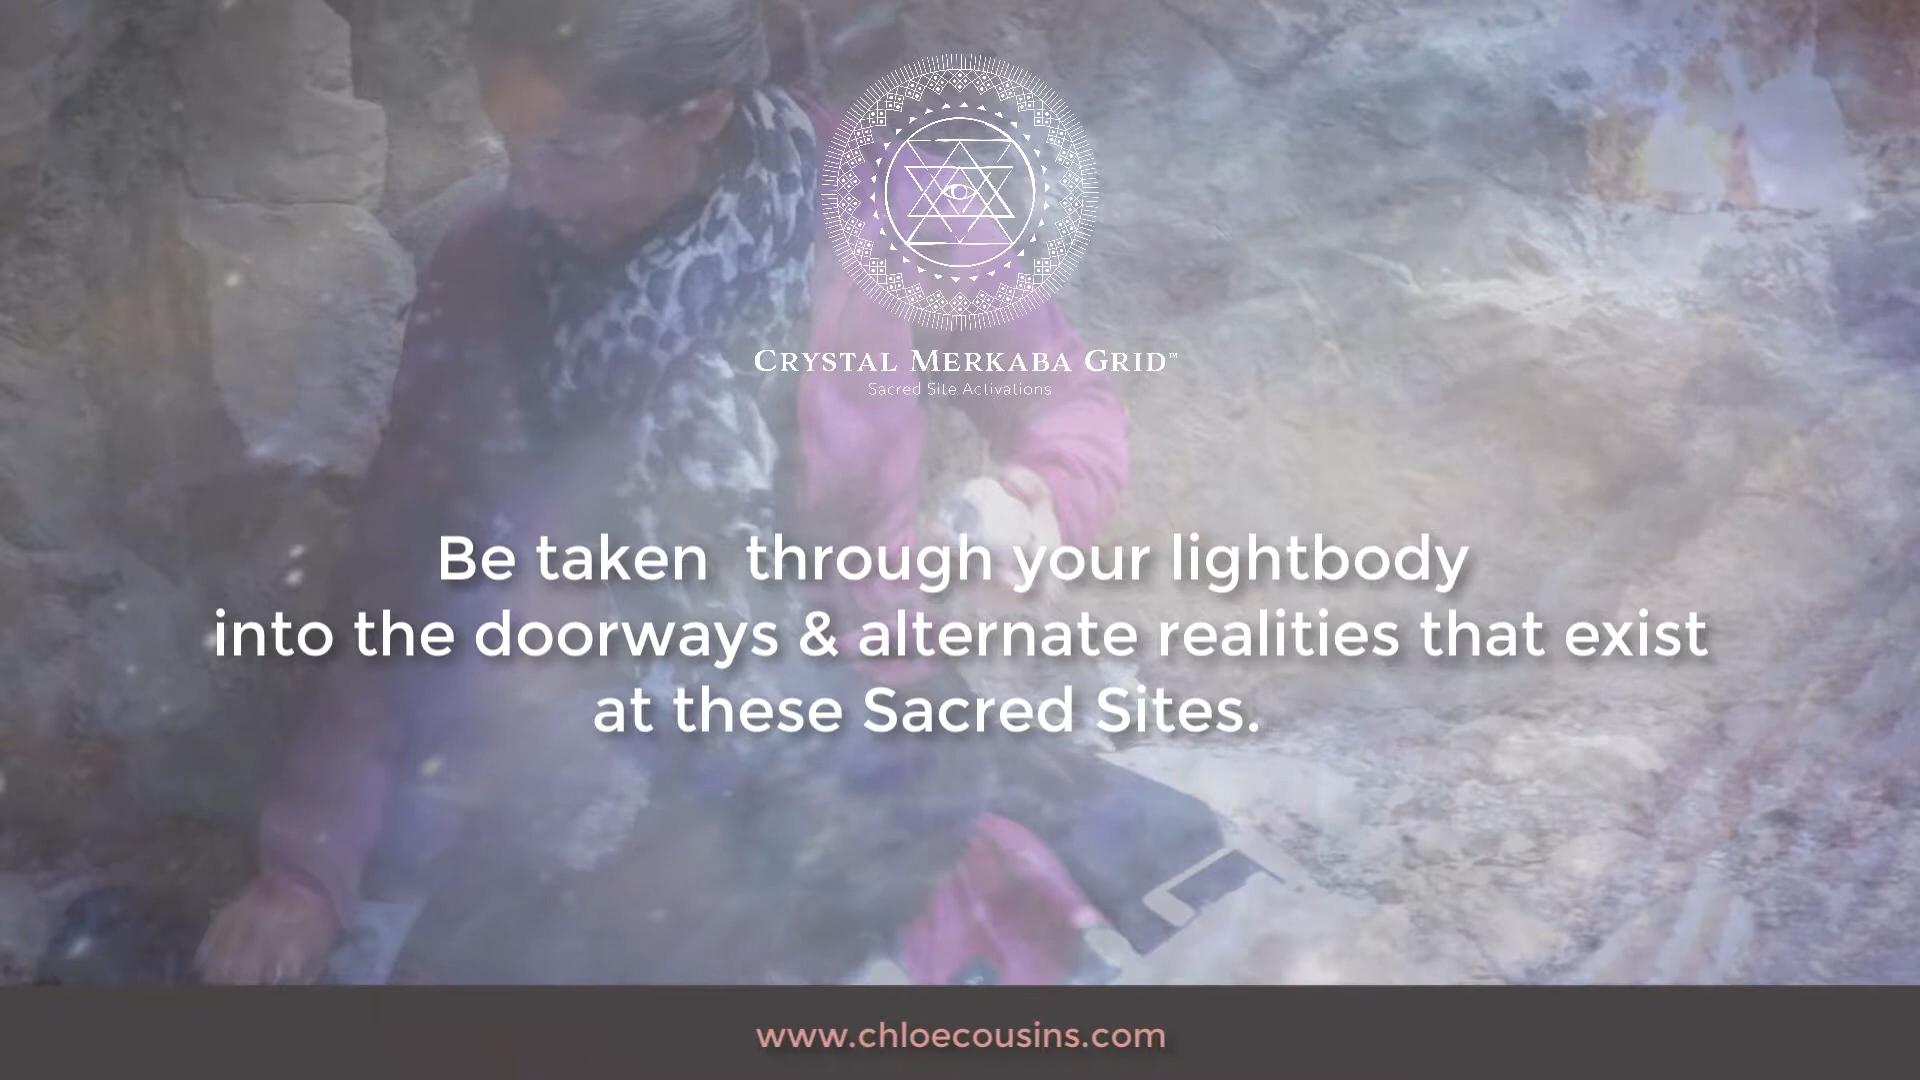 CRYSTAL MERKABA GRID™
Sacred Site Activations
Be taken through your lightbody
into the doorways & alternate realities that exist
at these Sacred Sites.
www.chloecousins.com